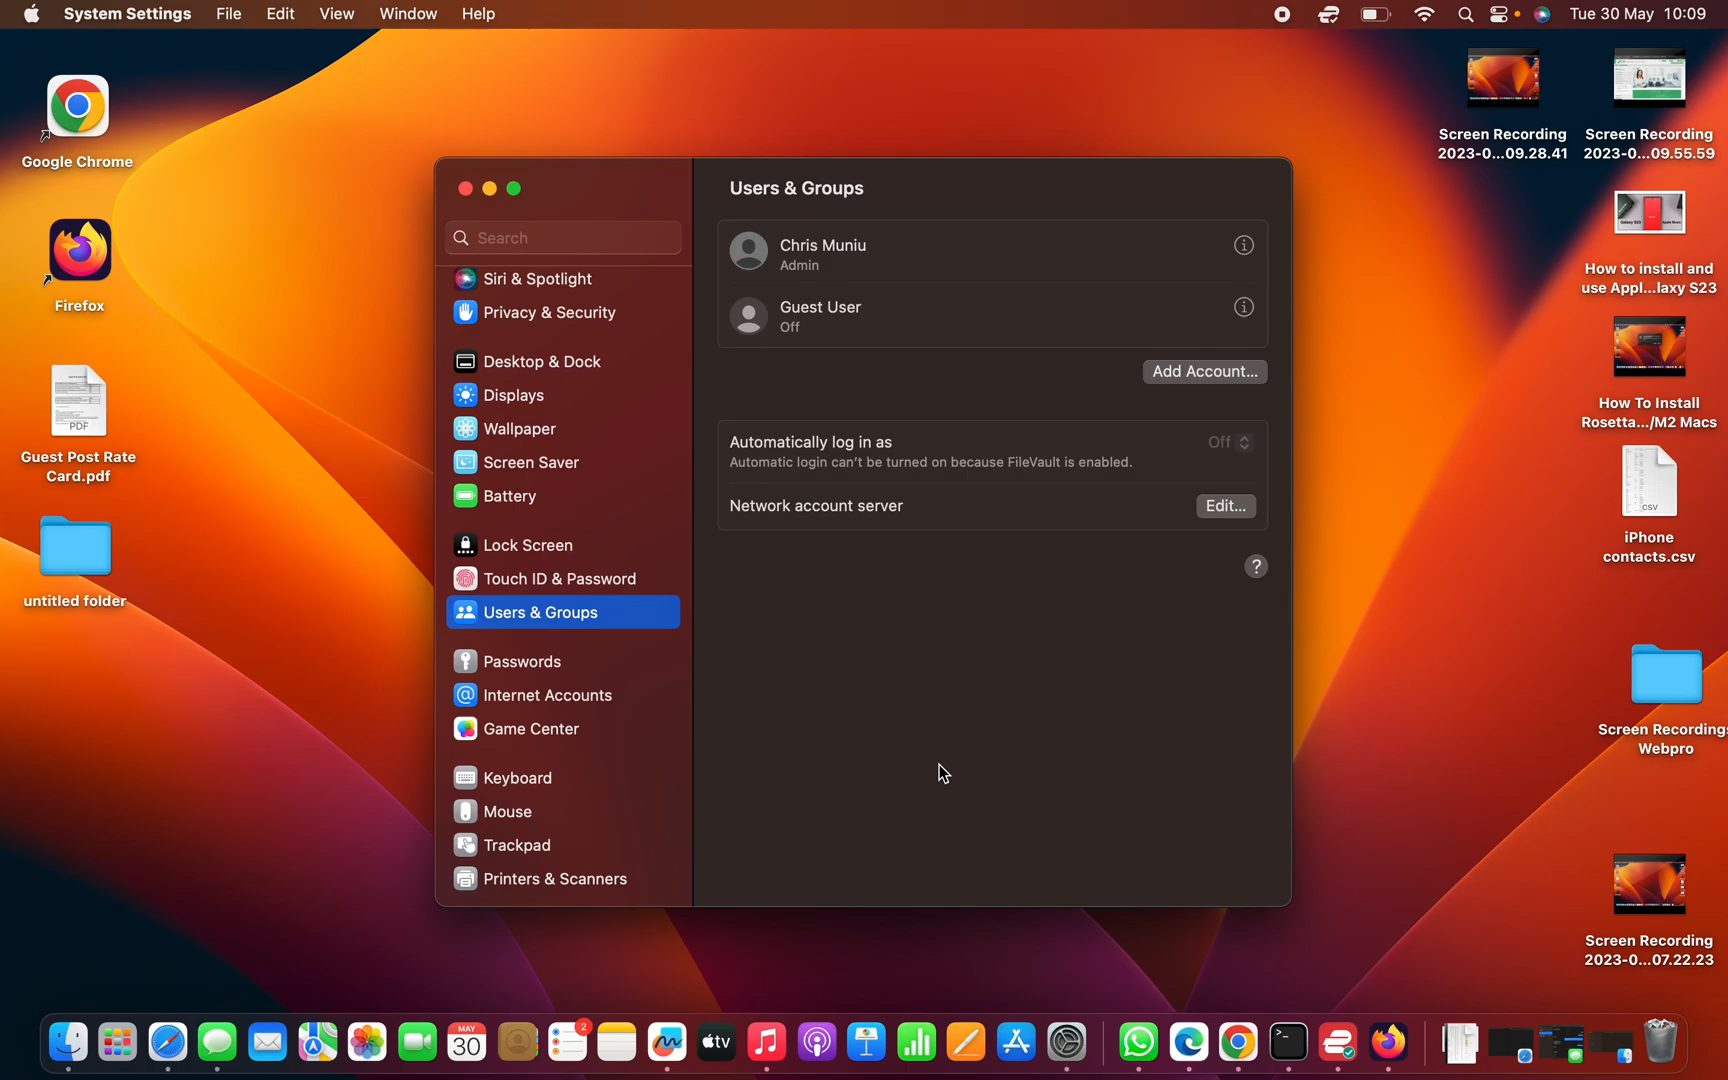 System Settings File Edit View Window Help
Tue 30 May 10:09
Google Chrome
Firefox
PDF
Guest Post Rate
Card.pdf
untitled folder
Search
Siri & Spotlight
Privacy & Security
Desktop & Dock
Displays
Wallpaper
Screen Saver
Battery
Lock Screen
Touch ID & Password
Users & Groups
Passwords
Internet Accounts
Game Center
Keyboard
Mouse
Trackpad
Printers & Scanners
Users & Groups
Chris Muniu
Admin
Guest User
Off
Add Account...
Automatically log in as
Off
Automatic login can't be turned on because FileVault is enabled.
Network account server
Edit...
?
Screen Recording
2023-0...09.28.41
Screen Recording
2023-0...09.55.59
How to install and
use Appl...laxy S23
How To Install
Rosetta.../M2 Macs
CSV
iPhone
contacts.csv
Screen Recordings
Webpro
Screen Recording
2023-0...07.22.23
MAY
30
2
tv